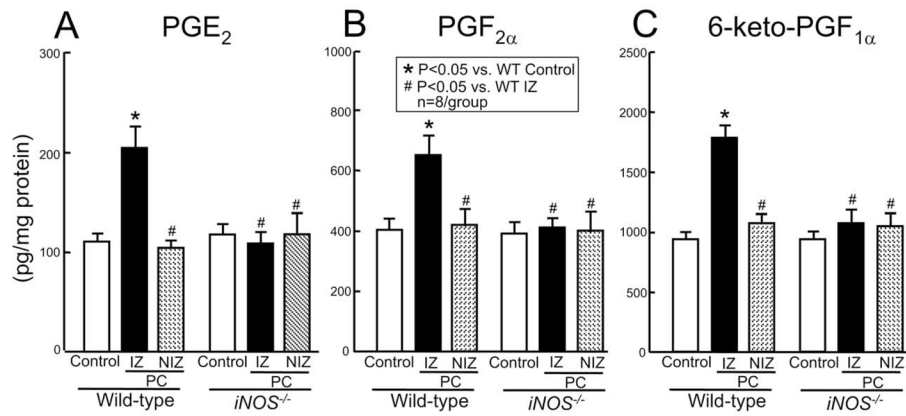 A PGE2
B PGF2α
C 6-keto-PGF1α
(pg/mg protein)
300
200
100
0
*
#
#
#
Control IZ NIZ Control IZ NIZ
PC PC
Wild-type iNOS-/-
1000
800
600
400
200
0
* P<0.05 vs. WT Control
# P<0.05 vs. WT IZ
n=8/group
*
#
#
#
Control IZ NIZ Control IZ NIZ
PC PC
Wild-type iNOS-/-
2500
2000
1500
1000
500
0
*
#
#
#
Control IZ NIZ Control IZ NIZ
PC PC
Wild-type iNOS-/-